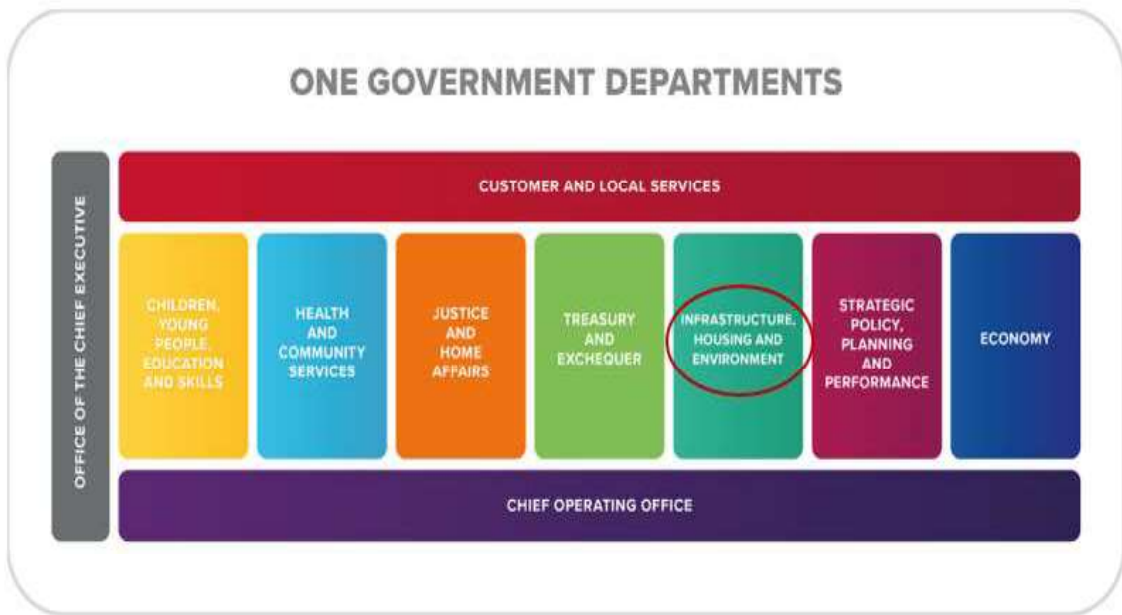 ONE GOVERNMENT DEPARTMENTS
OFFICE OF THE CHIEF EXECUTIVE
CUSTOMER AND LOCAL SERVICES
CHILDREN,
YOUNG
PEOPLE,
EDUCATION
AND SKILLS
HEALTH
AND
COMMUNITY
SERVICES
JUSTICE
AND
HOME
AFFAIRS
TREASURY
AND
EXCHEQUER
INFRASTRUCTURE,
HOUSING AND
ENVIRONMENT
STRATEGIC
POLICY,
PLANNING
AND
PERFORMANCE
ECONOMY
CHIEF OPERATING OFFICE